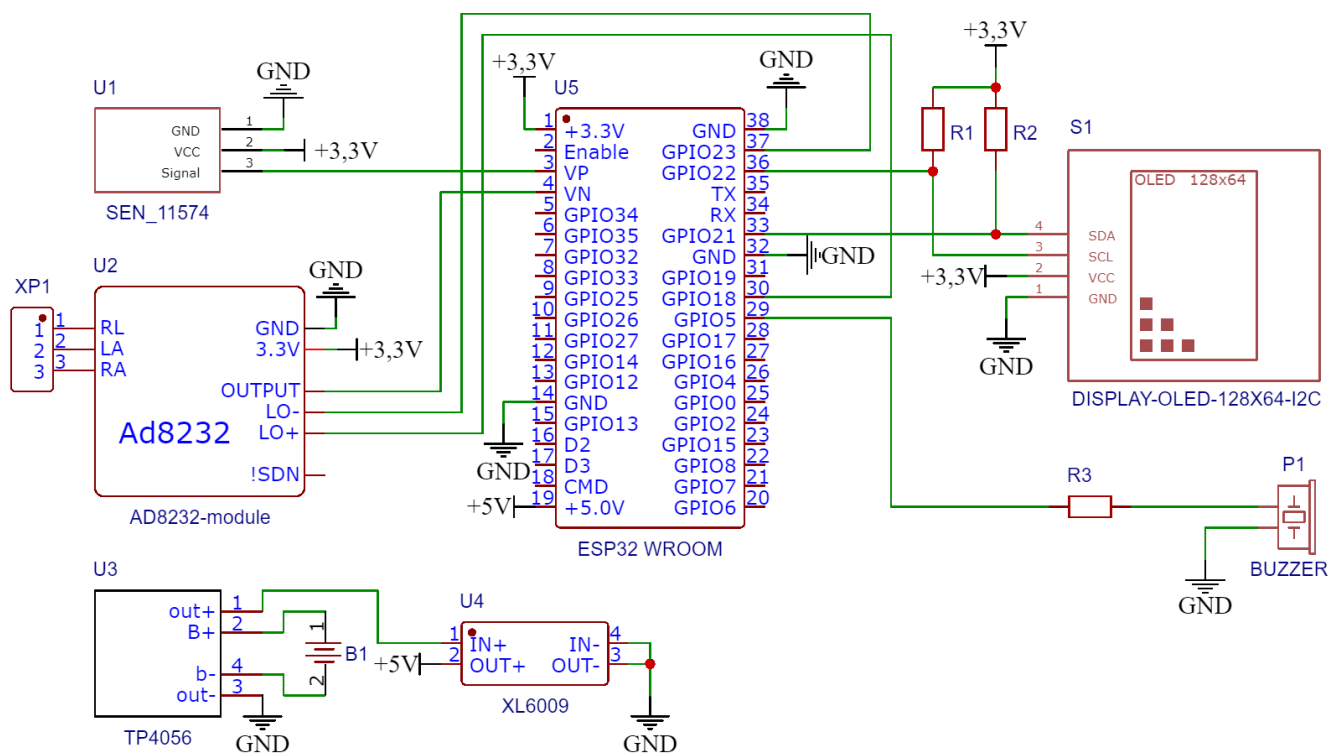 U1
GND
GND 1
VCC 2
+3,3V
Signal 3
SEN_11574
U2
XP1
GND
1 1 RL
2 2 LA
3 3 RA
GND
3.3V
+3,3V
OUTPUT
LO-
LO+
Ad8232
!SDN
AD8232-module
+3,3V
U5
GND
1 +3.3V
2 Enable
3 VP
4 VN
5 GPIO34
6 GPIO35
7 GPIO32
8 GPIO33
9 GPIO25
10 GPIO26
11 GPIO27
12 GPIO14
13 GPIO12
14 GND
15 GPIO13
16 D2
17 D3
18 CMD
19 +5.0V
GND
+5V
GND 38
GPIO23 37
GPIO22 36
TX 35
RX 34
GPIO21 33
GND 32
GND
GPIO19 31
GPIO18 30
GPIO5 29
GPIO17 28
GPIO16 27
GPIO4 26
GPIO0 25
GPIO2 24
GPIO15 23
GPIO8 22
GPIO7 21
GPIO6 20
ESP32 WROOM
+3,3V
R1
R2
S1
OLED 128x64
4 SDA
3 SCL
+3,3V
2 VCC
1 GND
GND
DISPLAY-OLED-128X64-I2C
R3
P1
BUZZER
GND
U3
out+ 1
B+ 2
b- 4
out- 3
1
B1
2
TP4056
GND
U4
1 IN+
+5V
2 OUT+
IN- 4
OUT- 3
XL6009
GND